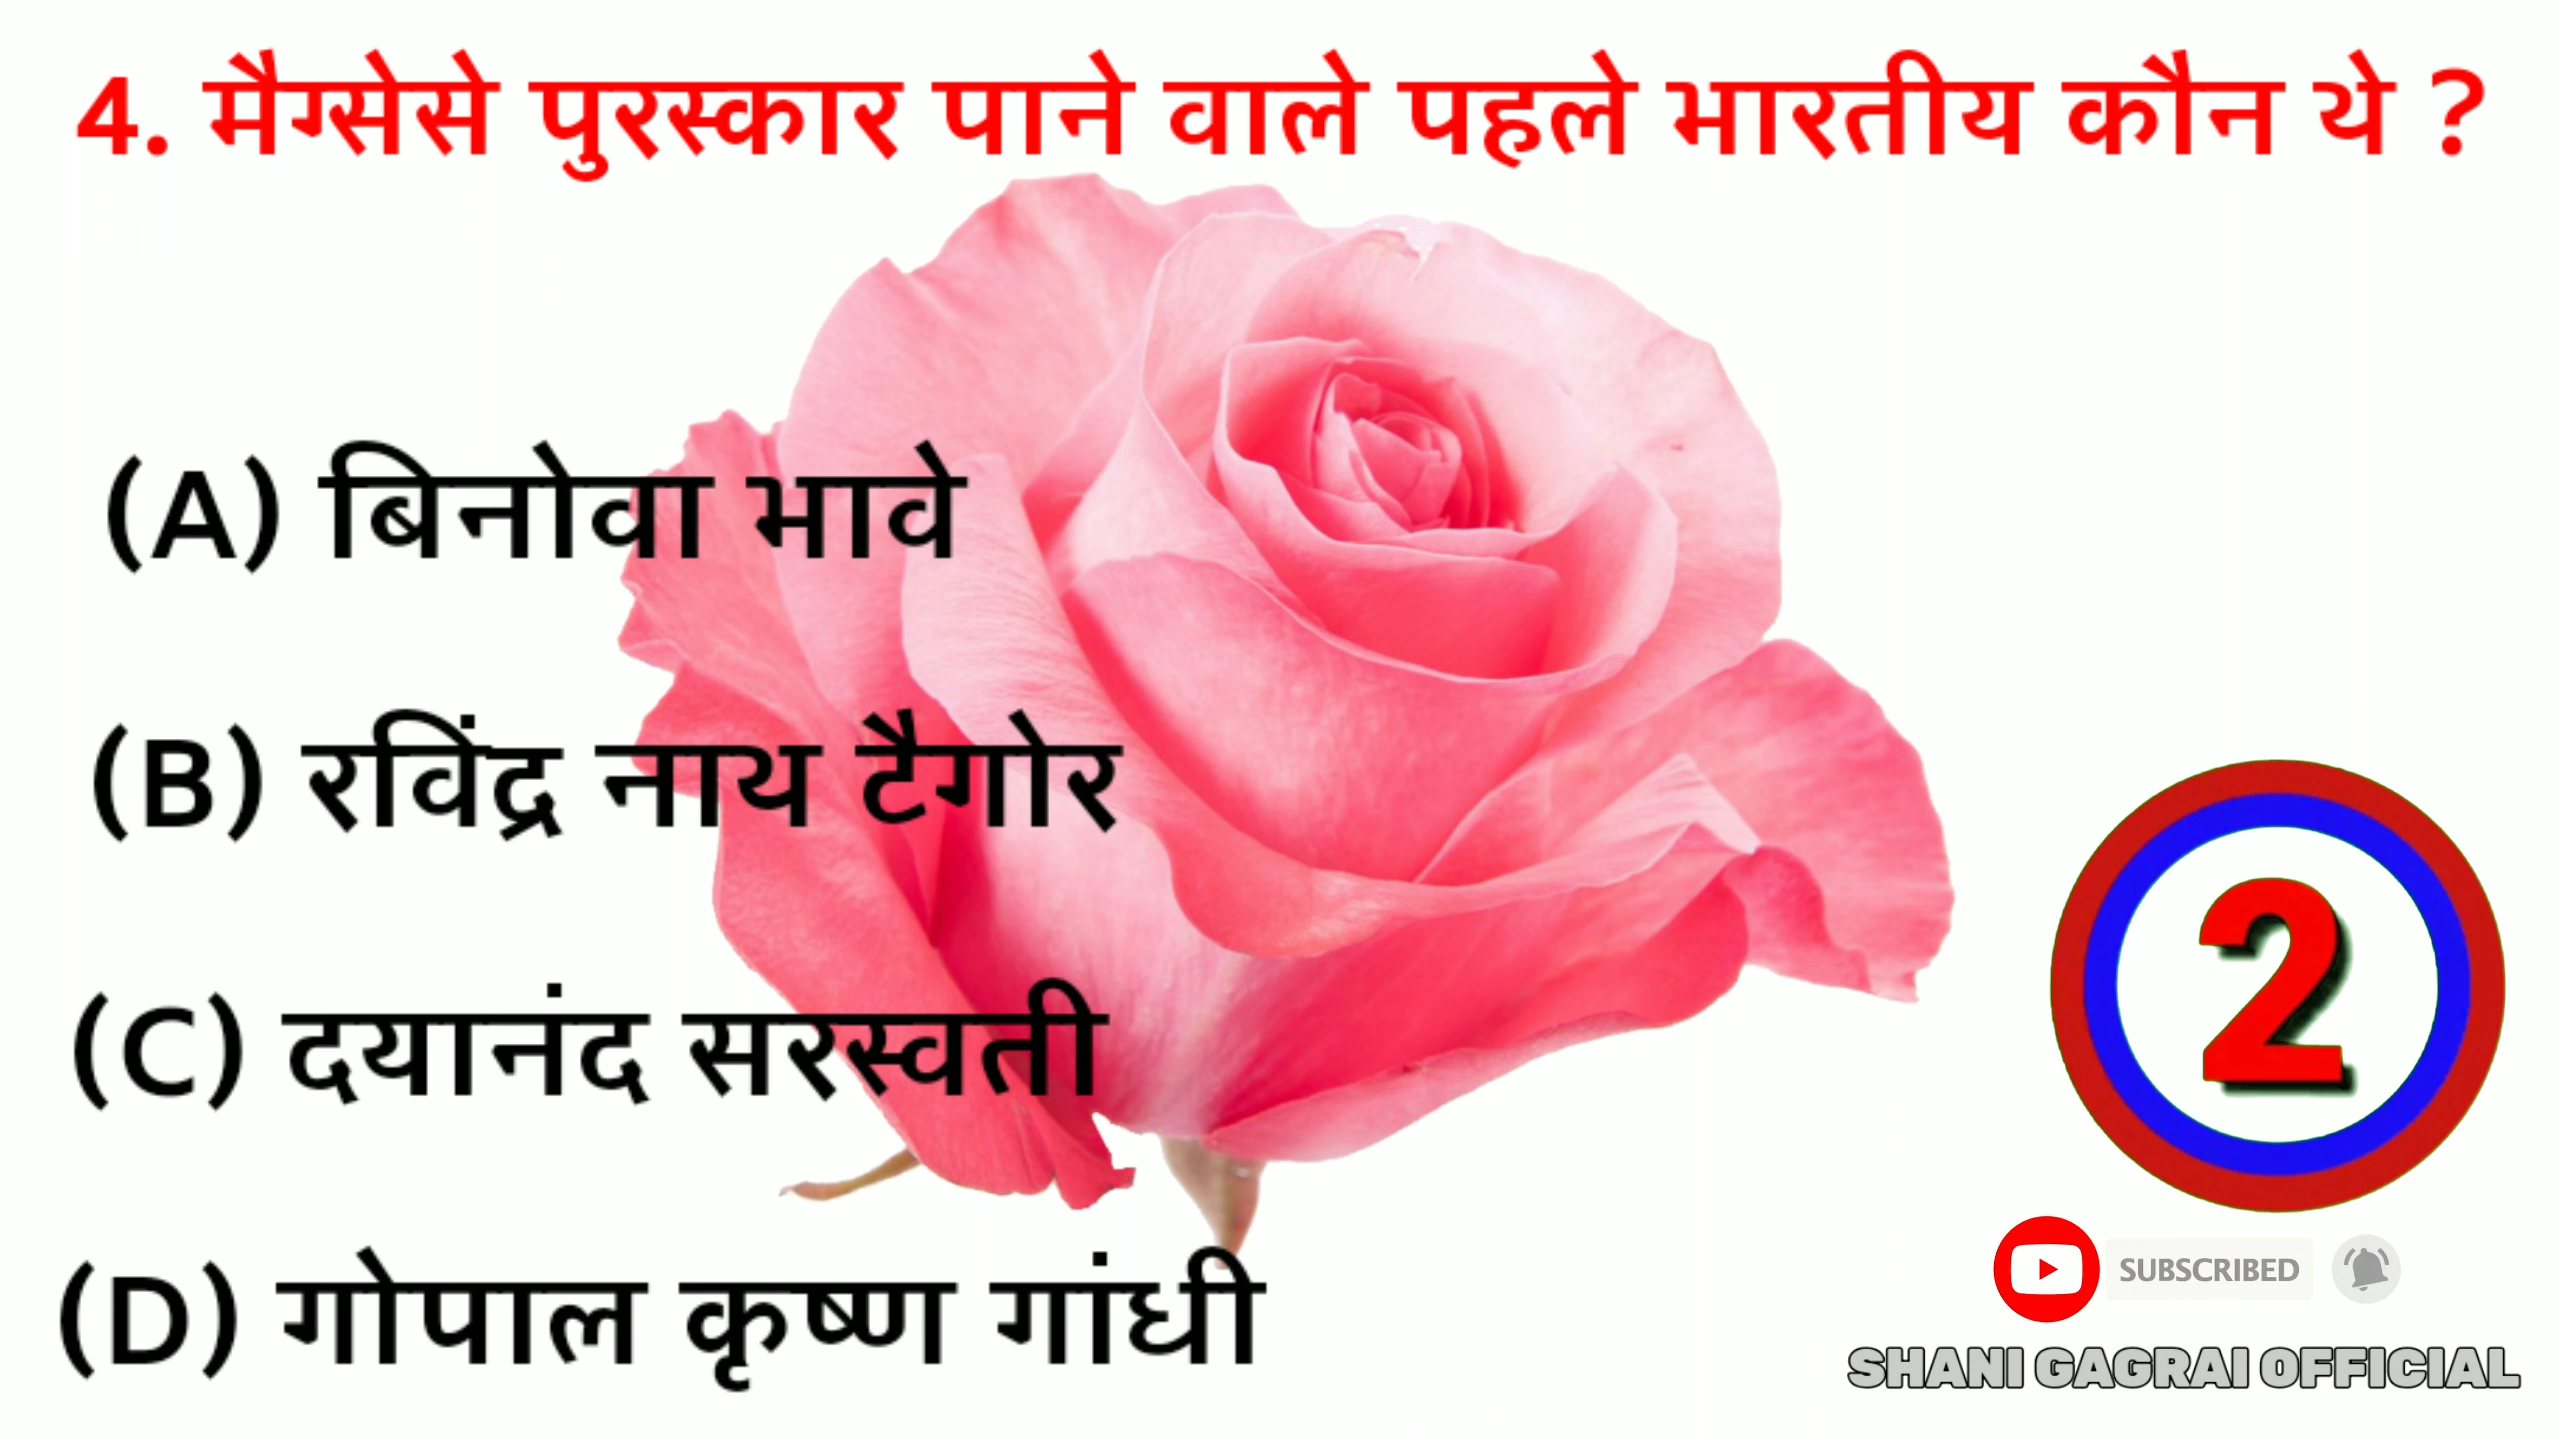 4. मैग्सेसे पुरस्कार पाने वाले पहले भारतीय कौन थे ?
(A) बिनोवा भावे
(B) रविंद्र नाथ टैगोर
(C) दयानंद सरस्वती
(D) गोपाल कृष्ण गांधी
2
SUBSCRIBED
SHANI GAGRAI OFFICIAL